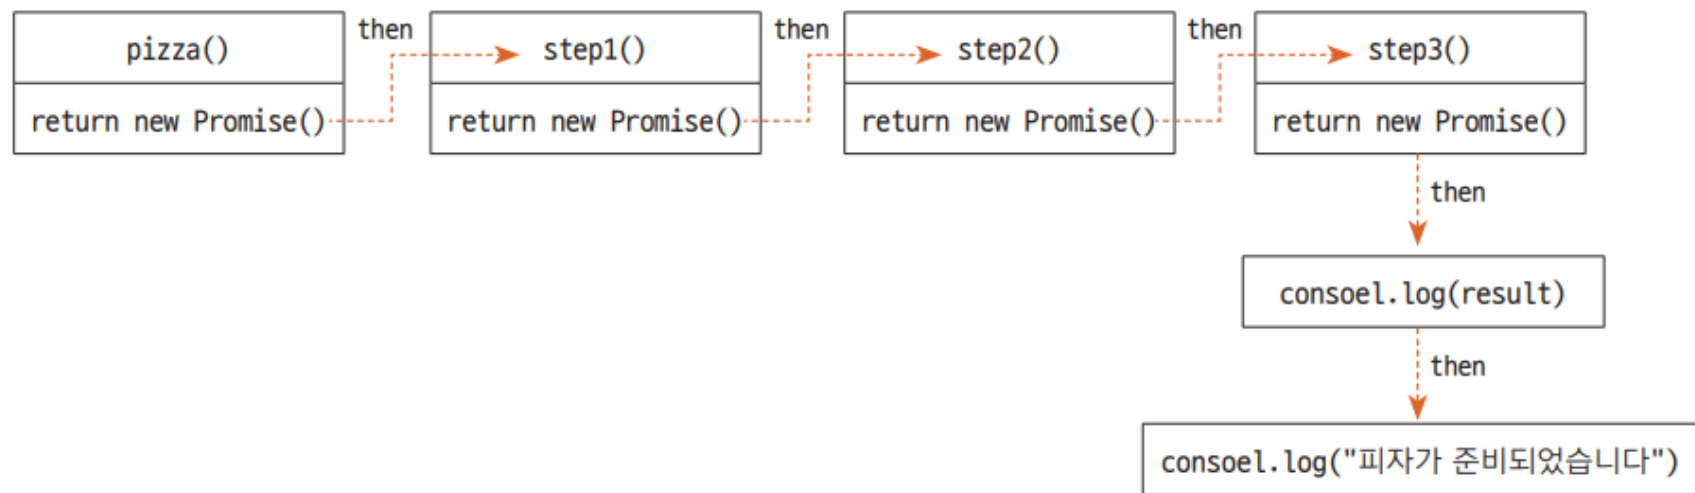 pizza()
then
step1()
then
step2()
then
step3()
return new Promise()
return new Promise()
return new Promise()
return new Promise()
then
consoel.log(result)
then
consoel.log("피자가 준비되었습니다")